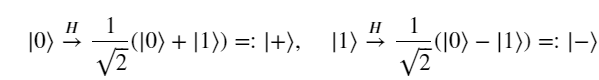 |0⟩ →^H 1/√2 (|0⟩ + |1⟩) =: |+⟩, |1⟩ →^H 1/√2 (|0⟩ − |1⟩) =: |−⟩